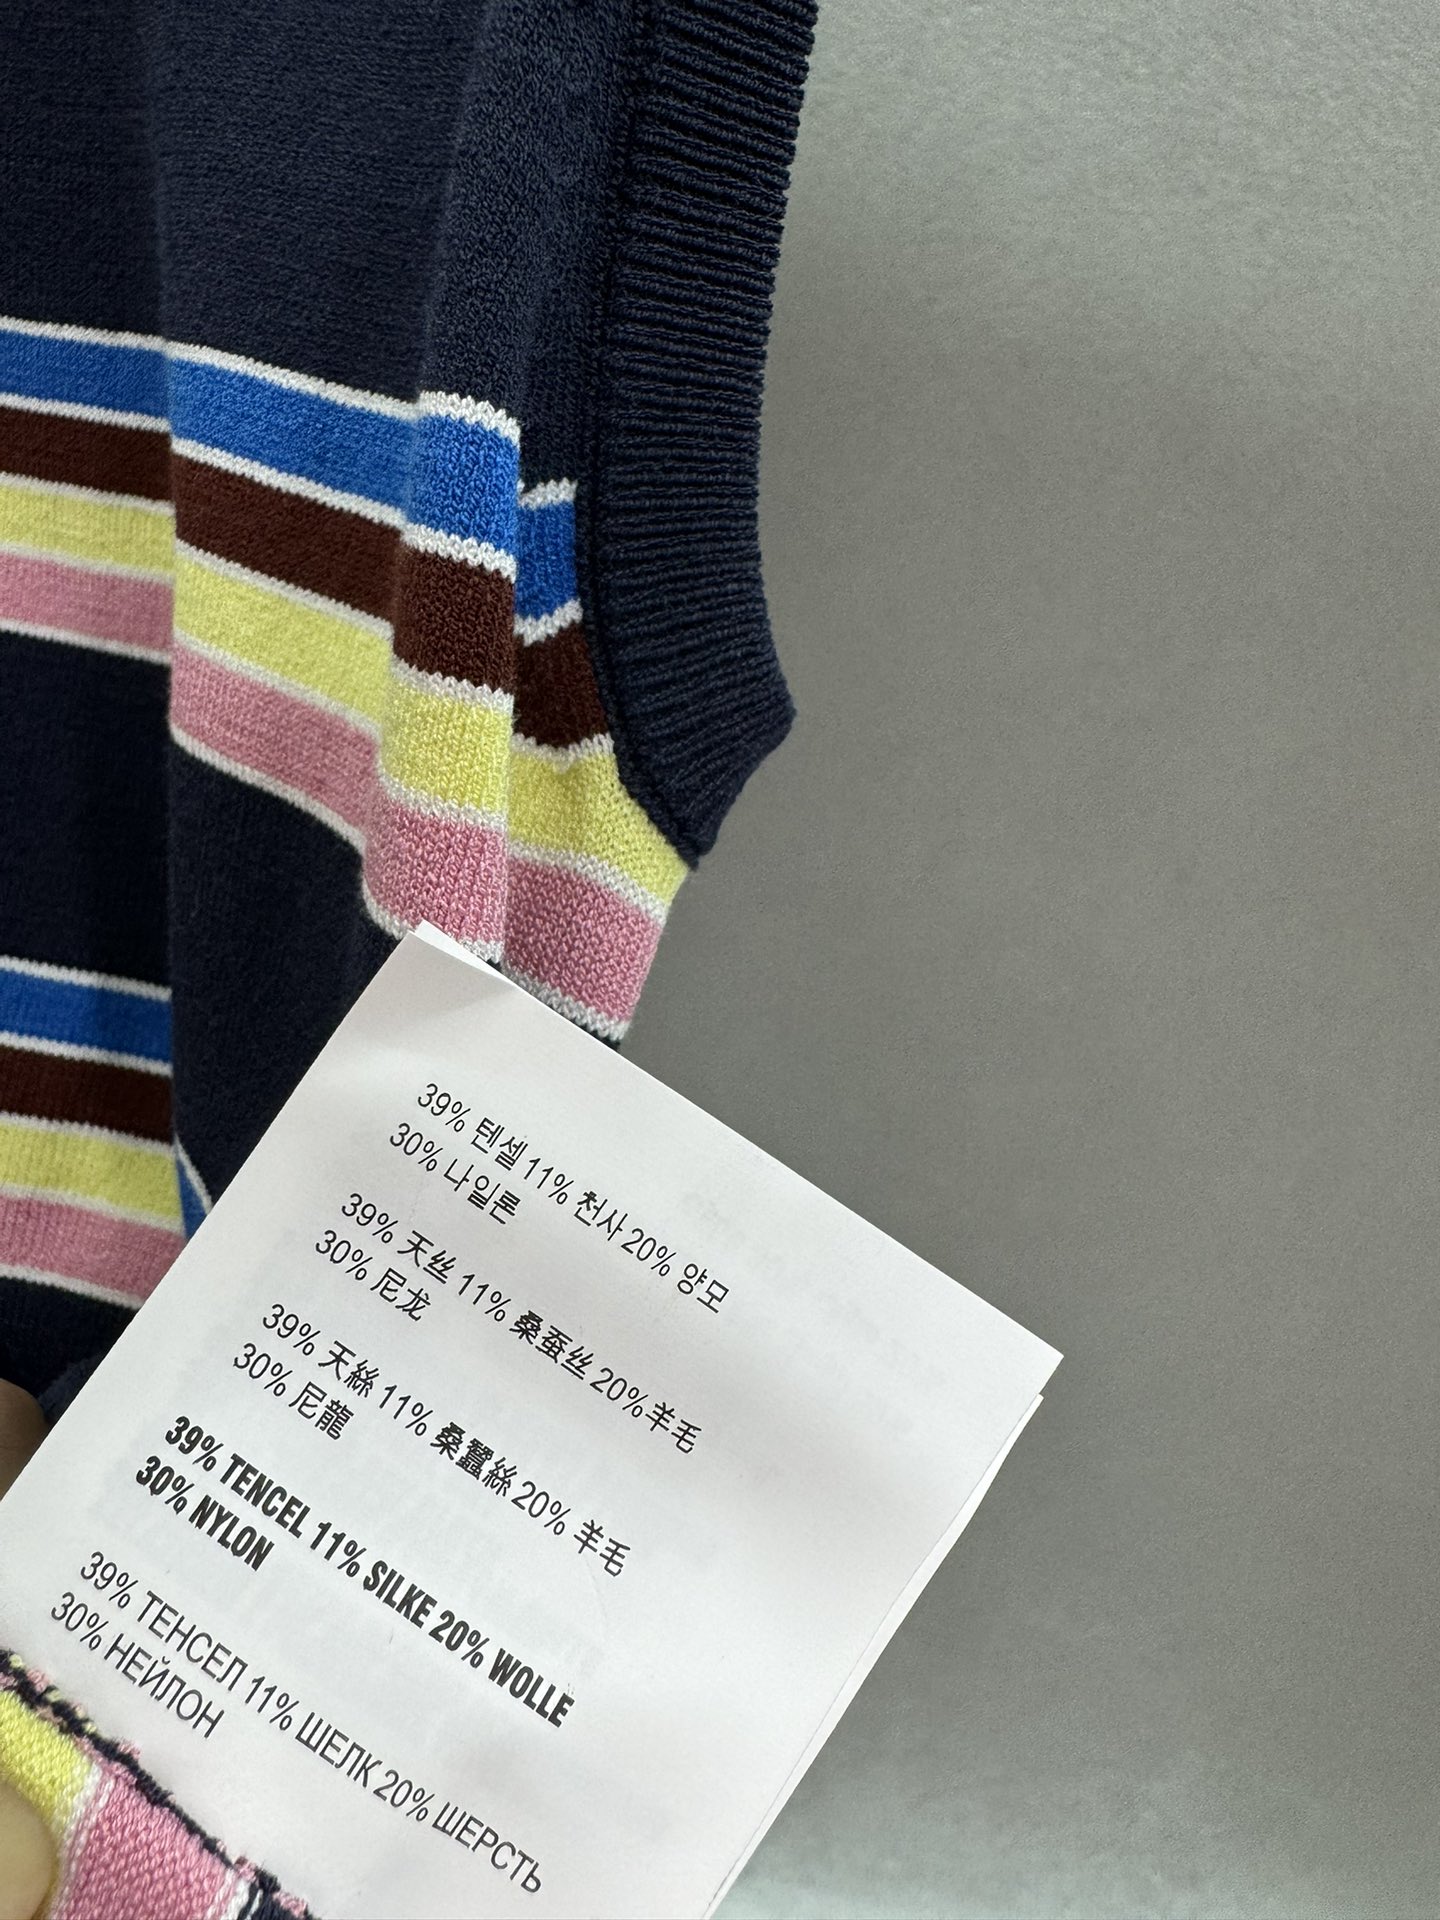 39% 텐셀 11% 천사 20% 양모
30% 나일론
39% 天丝 11% 桑蚕丝 20%羊毛
30% 尼龙
39% 天絲 11% 桑蠶絲 20% 羊毛
30% 尼龍
39% TENCEL 11% SILKE 20% WOLLE
30% NYLON
39% ТЕНСЕЛ 11% ШЕЛК 20% ШЕРСТЬ
30% НЕЙЛОН